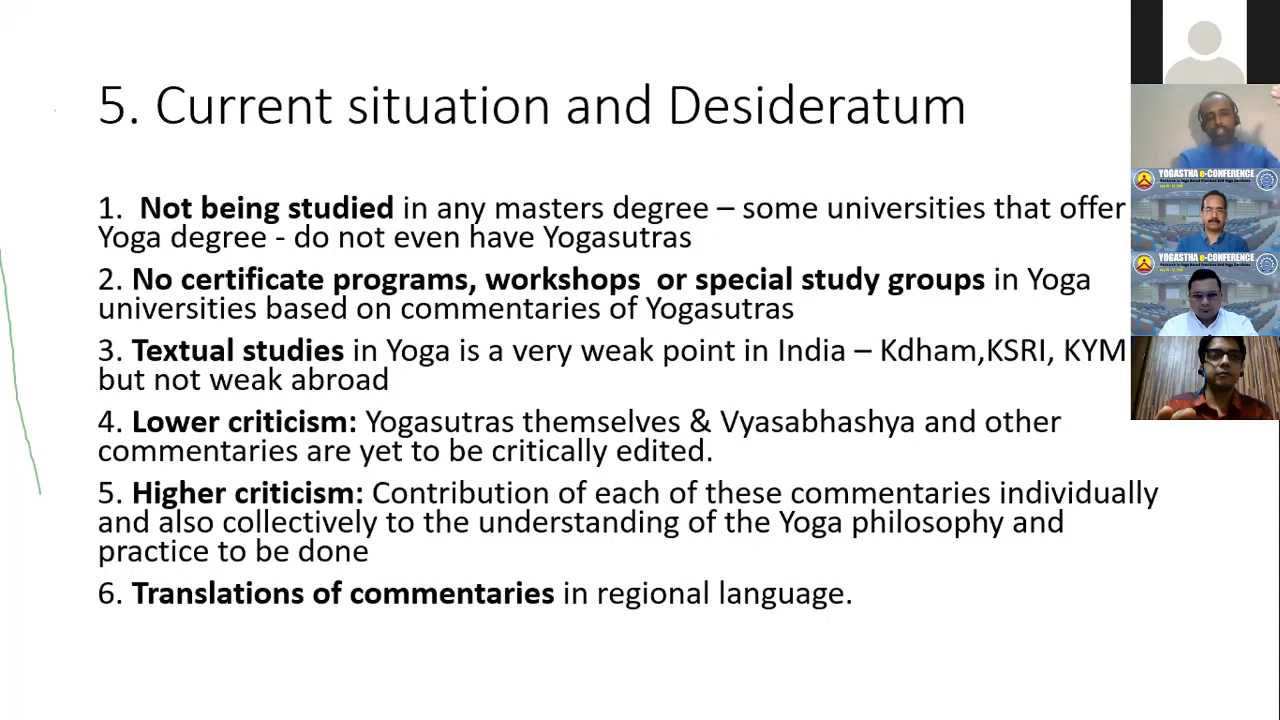 5. Current situation and Desideratum
1. Not being studied in any masters degree – some universities that offer
Yoga degree - do not even have Yogasutras
2. No certificate programs, workshops or special study groups in Yoga
universities based on commentaries of Yogasutras
3. Textual studies in Yoga is a very weak point in India – Kdham,KSRI, KYM
but not weak abroad
4. Lower criticism: Yogasutras themselves & Vyasabhashya and other
commentaries are yet to be critically edited.
5. Higher criticism: Contribution of each of these commentaries individually
and also collectively to the understanding of the Yoga philosophy and
practice to be done
6. Translations of commentaries in regional language.
YOGASTHA e-CONFERENCE
YOGASTHA e-CONFERENCE